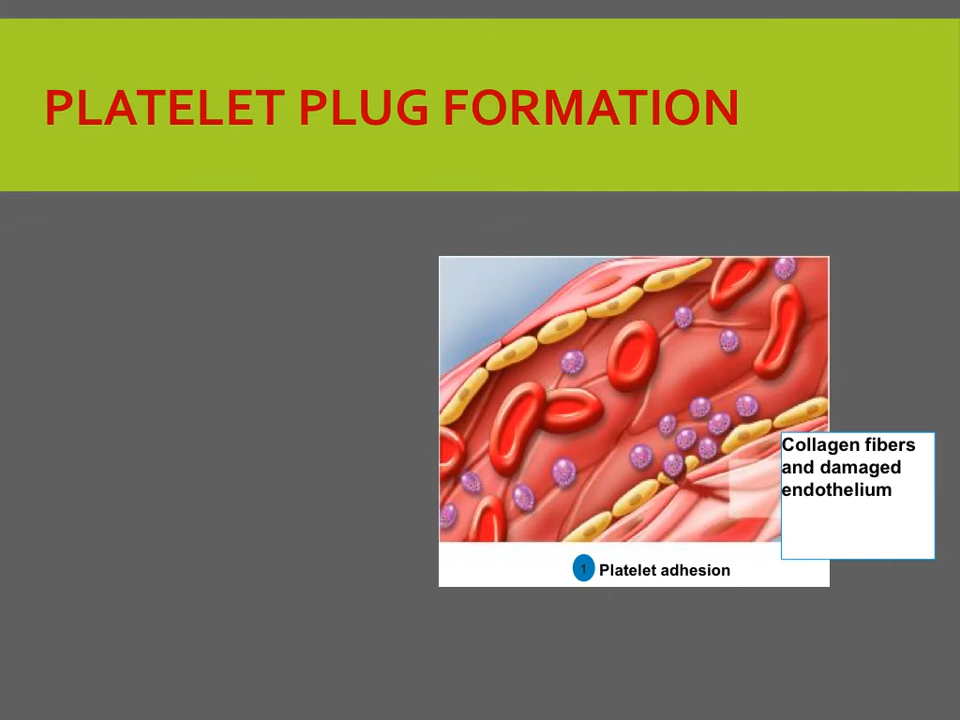 PLATELET PLUG FORMATION
Collagen fibers
and damaged
endothelium
1 Platelet adhesion